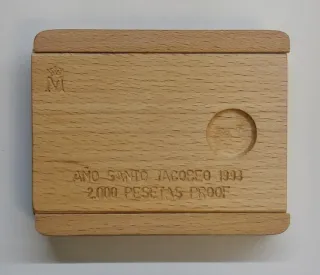 M
AÑO SANTO JACOBEO 1993
2.000 PESETAS PROOF